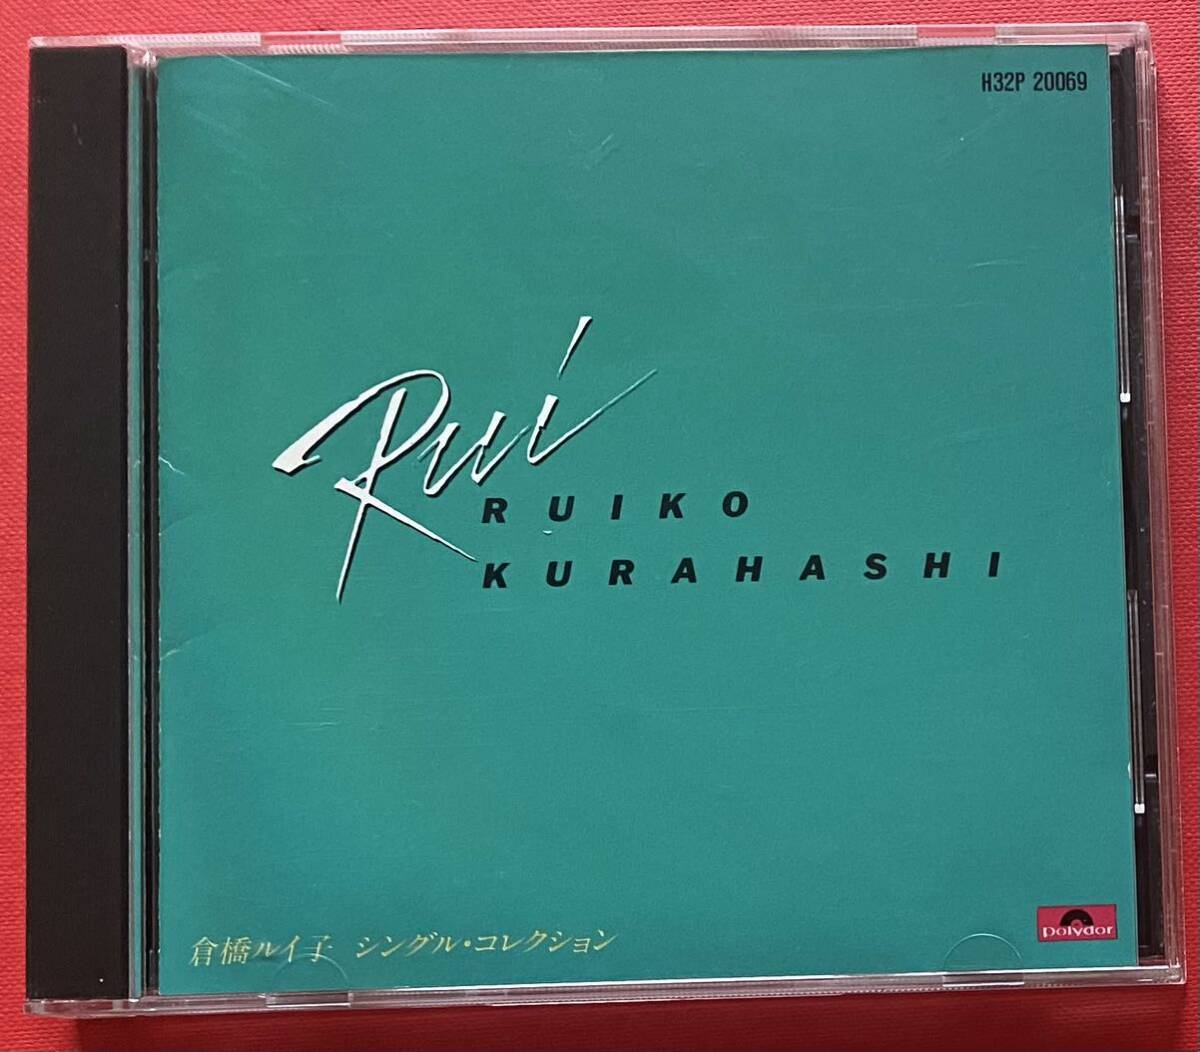 H32P 20069
Rui
RUIKO
KURAHASHI
倉橋ルイ子 シングル・コレクション
polydor